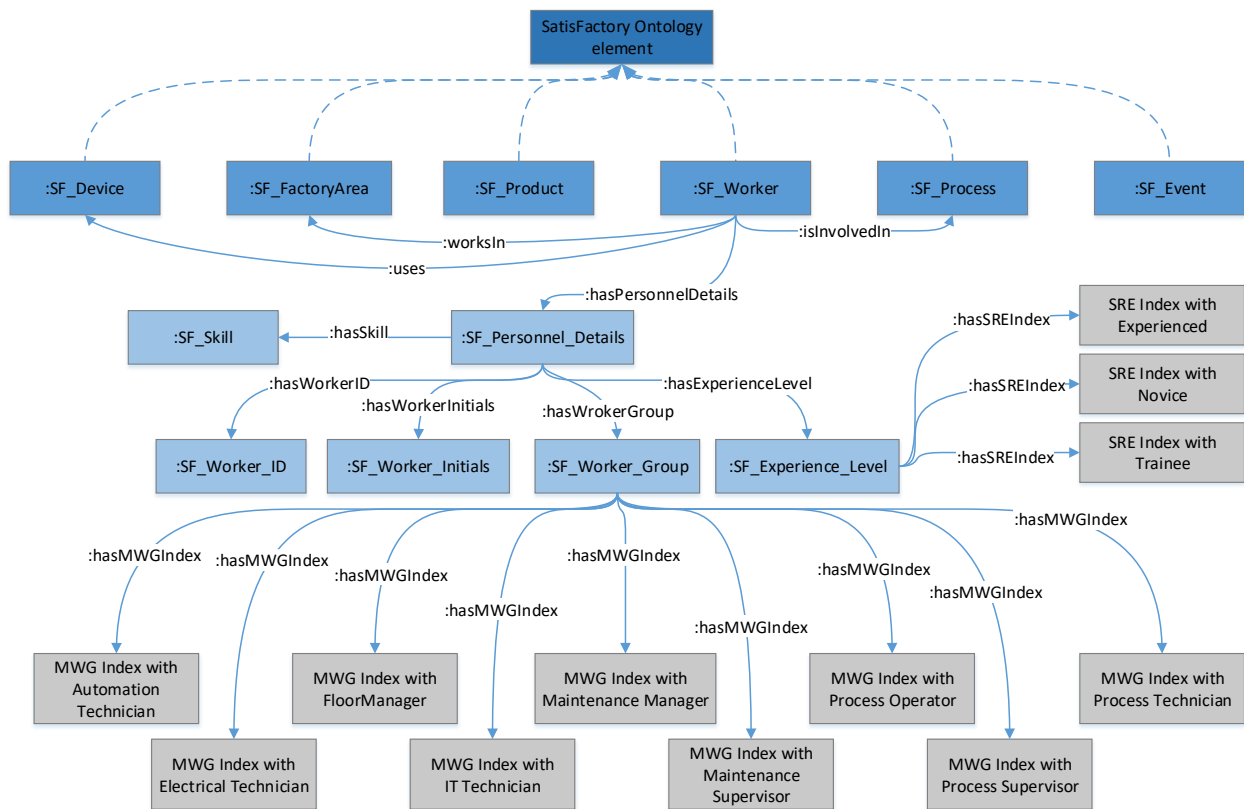 SatisFactory Ontology
element
:SF_Device
:SF_FactoryArea
:SF_Product
:SF_Worker
:SF_Process
:SF_Event
:worksIn
:isInvolvedIn
:uses
:hasPersonnelDetails
:SF_Skill
:hasSkill
:SF_Personnel_Details
:hasSREIndex
SRE Index with
Experienced
:hasSREIndex
SRE Index with
Novice
:hasSREIndex
SRE Index with
Trainee
:hasWorkerID
:hasWorkerInitials
:hasWrokerGroup
:hasExperienceLevel
:SF_Worker_ID
:SF_Worker_Initials
:SF_Worker_Group
:SF_Experience_Level
:hasMWGIndex
:hasMWGIndex
:hasMWGIndex
:hasMWGIndex
:hasMWGIndex
:hasMWGIndex
:hasMWGIndex
:hasMWGIndex
:hasMWGIndex
MWG Index with
Automation
Technician
MWG Index with
FloorManager
MWG Index with
Maintenance Manager
MWG Index with
Process Operator
MWG Index with
Process Technician
MWG Index with
Electrical Technician
MWG Index with
IT Technician
MWG Index with
Maintenance
Supervisor
MWG Index with
Process Supervisor